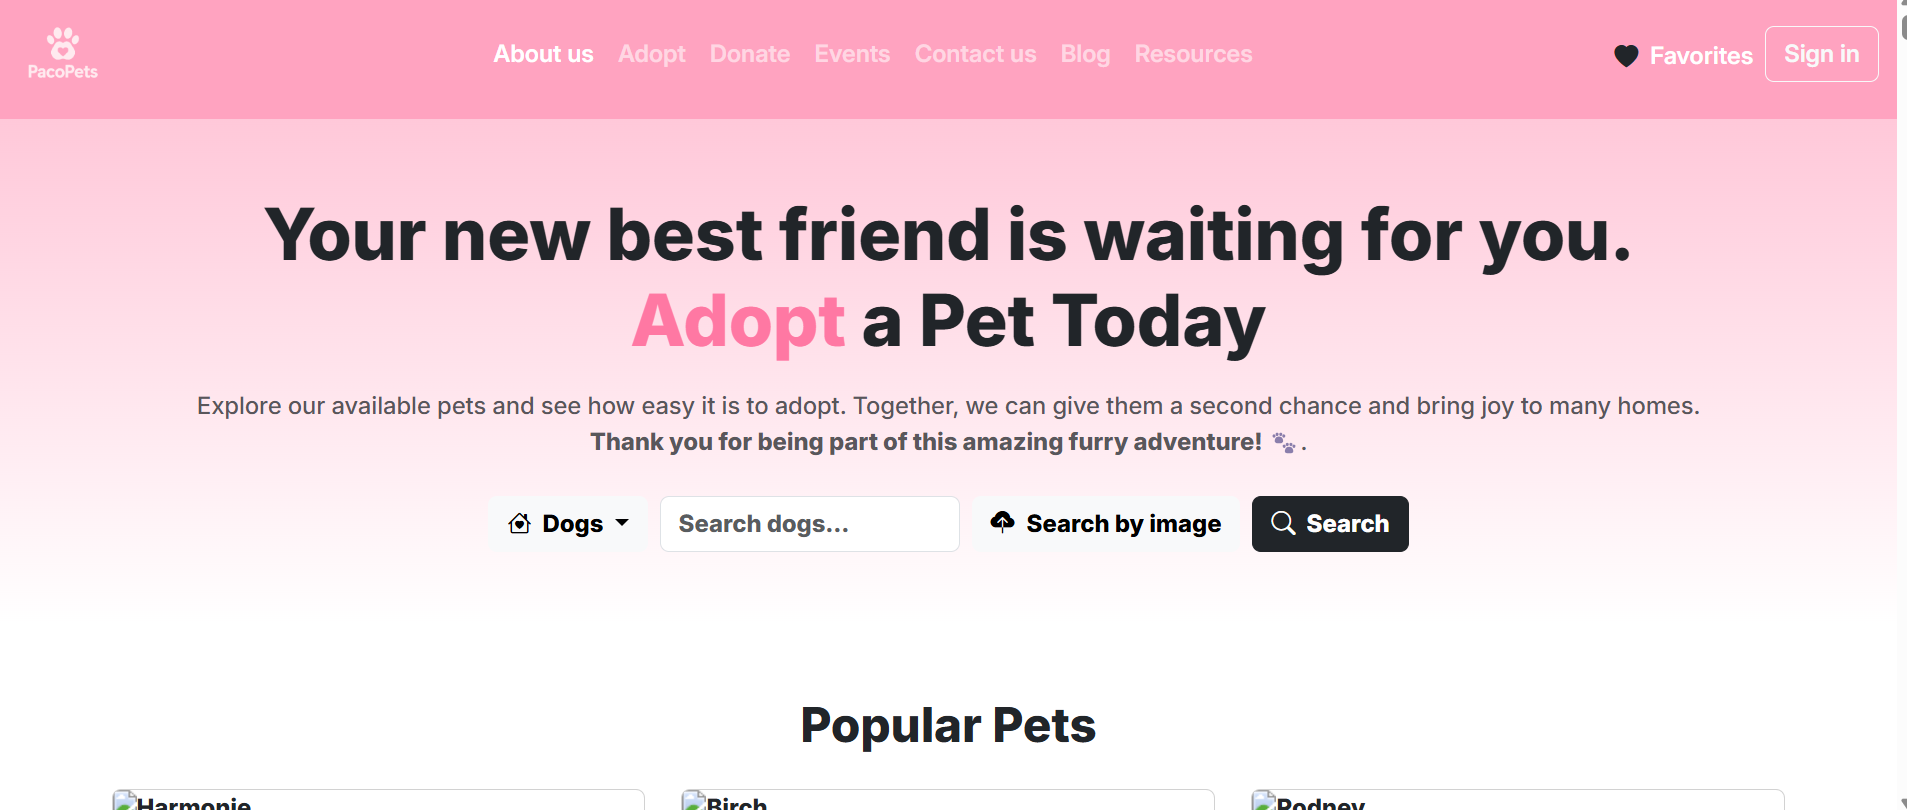 PacoPets
About us Adopt Donate Events Contact us Blog Resources
Favorites Sign in
Your new best friend is waiting for you.
Adopt a Pet Today
Explore our available pets and see how easy it is to adopt. Together, we can give them a second chance and bring joy to many homes.
Thank you for being part of this amazing furry adventure! 🐾.
Dogs Search dogs... Search by image Search
Popular Pets
Harmonie Birch Rodney